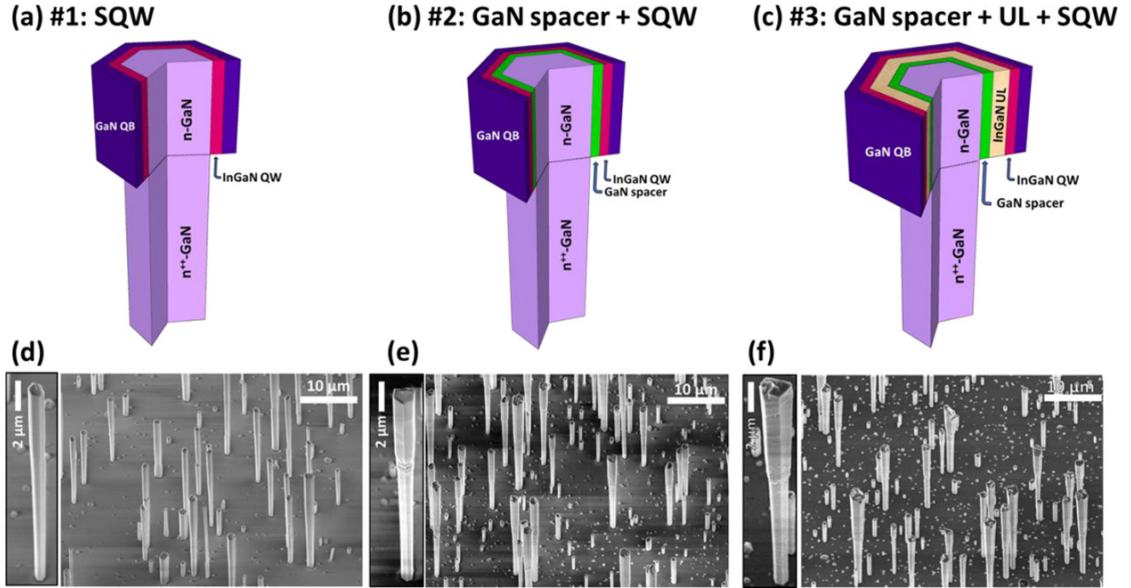 (a) #1: SQW
(b) #2: GaN spacer + SQW
(c) #3: GaN spacer + UL + SQW
GaN QB
n-GaN
InGaN QW
n++-GaN
GaN QB
n-GaN
InGaN QW
GaN spacer
n++-GaN
GaN QB
n-GaN
InGaN UL
InGaN QW
GaN spacer
n++-GaN
(d)
(e)
(f)
2 μm
10 μm
2 μm
10 μm
2 μm
10 μm